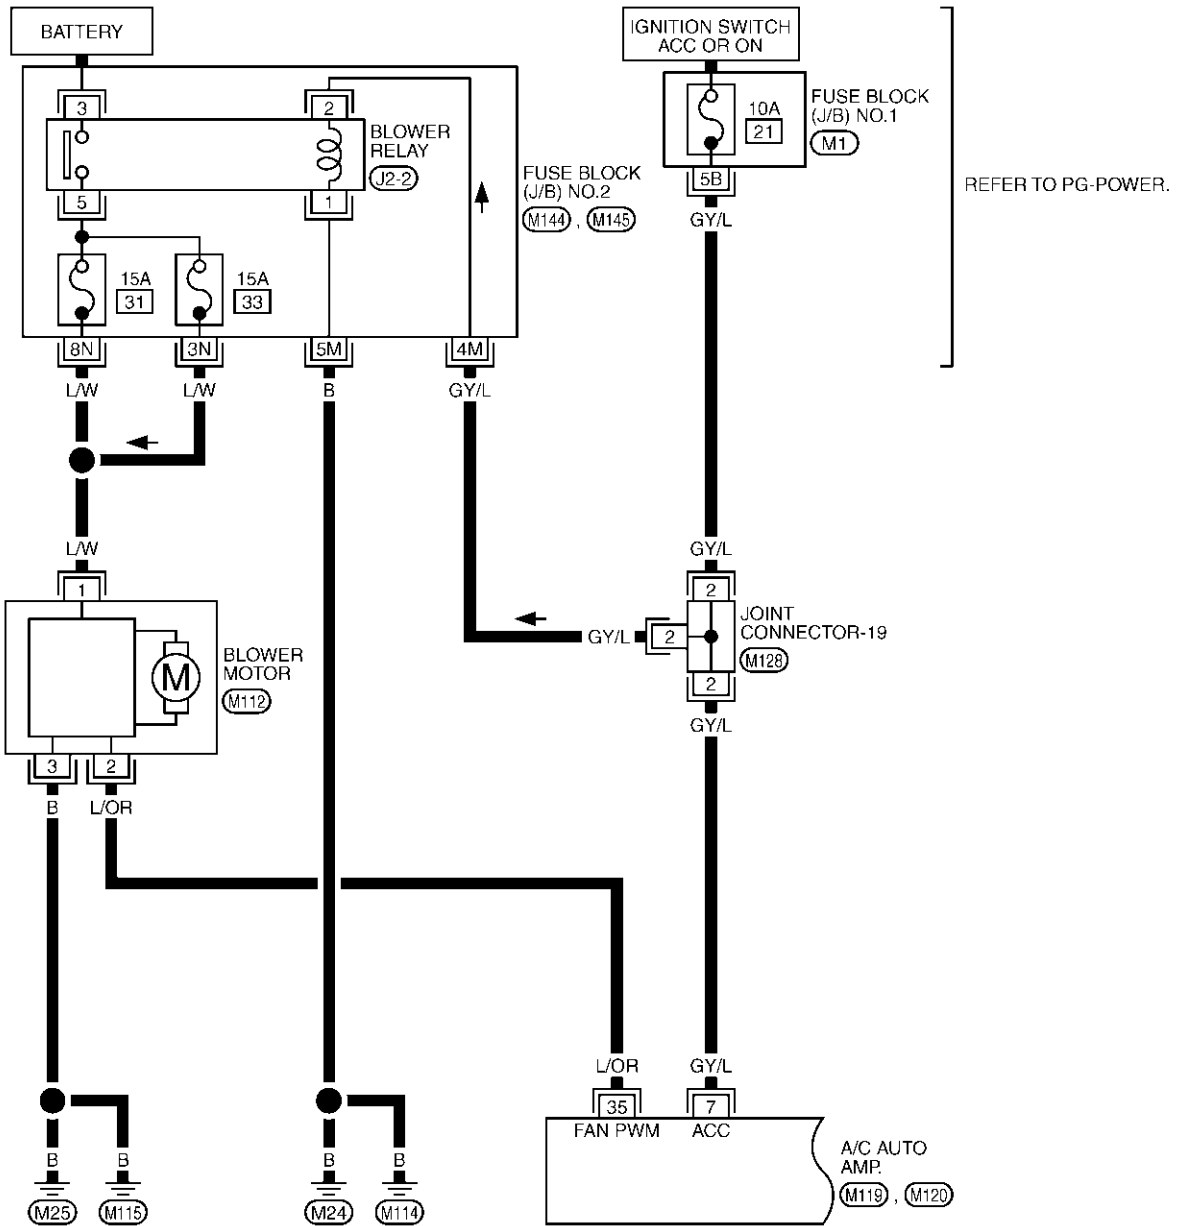 BATTERY
IGNITION SWITCH
ACC OR ON
3
2
BLOWER
RELAY
J2-2
5
1
FUSE BLOCK
(J/B) NO.2
M144 , M145
10A
21
FUSE BLOCK
(J/B) NO.1
M1
5B
GY/L
REFER TO PG-POWER.
15A
31
15A
33
8N
3N
5M
4M
L/W
L/W
B
GY/L
L/W
GY/L
1
2
BLOWER
MOTOR
M112
M
GY/L
2
JOINT
CONNECTOR-19
M128
2
GY/L
3
2
B
L/OR
L/OR
GY/L
35
7
FAN PWM
ACC
A/C AUTO
AMP.
M119 , M120
B
B
B
B
M25
M115
M24
M114